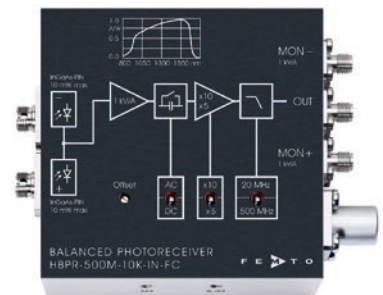 1.0
A/W
0.5
0.0
800 1050 1300 1550 nm
MON –
1 kV/A
InGaAs-PIN
10 mW max
–
1 kV/A
x10
x5
OUT
+
MON+
1 kV/A
InGaAs-PIN
10 mW max
Offset
AC
DC
x10
x5
20 MHz
500 MHz
BALANCED PHOTORECEIVER
HBPR-500M-10K-IN-FC
FEMTO